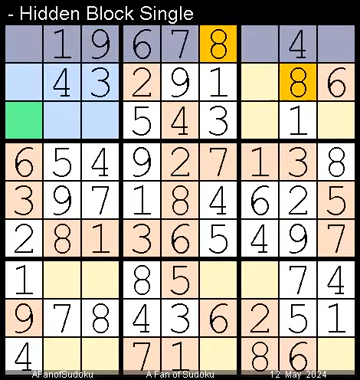 - Hidden Block Single
1 9 6 7 8 4
4 3 2 9 1 8 6
5 4 3 1
6 5 4 9 2 7 1 3 8
3 9 7 1 8 4 6 2 5
2 8 1 3 6 5 4 9 7
1 8 5 7 4
9 7 8 4 3 6 2 5 1
4 7 1 8 6
AFanofSudoku A Fan of Sudoku 12 May 2024